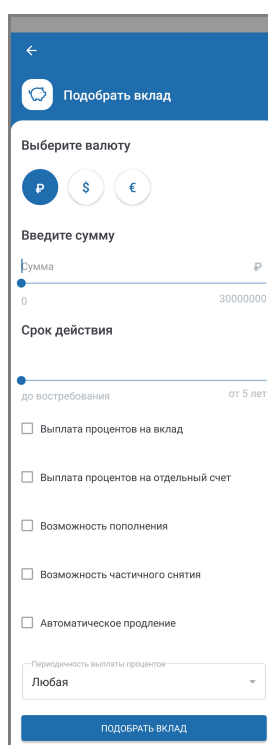 Подобрать вклад
Выберите валюту
₽ $ €
Введите сумму
Сумма ₽
0 30000000
Срок действия
до востребования от 5 лет
Выплата процентов на вклад
Выплата процентов на отдельный счет
Возможность пополнения
Возможность частичного снятия
Автоматическое продление
Периодичность выплаты процентов
Любая
ПОДОБРАТЬ ВКЛАД